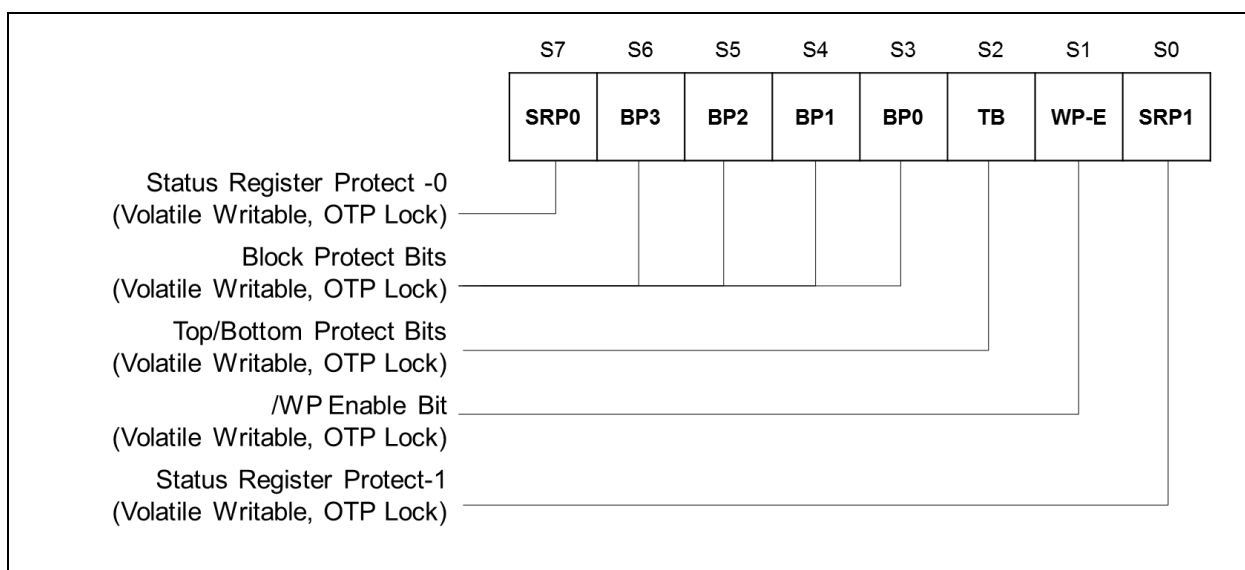 S7 S6 S5 S4 S3 S2 S1 S0
SRP0 BP3 BP2 BP1 BP0 TB WP-E SRP1
Status Register Protect -0
(Volatile Writable, OTP Lock)
Block Protect Bits
(Volatile Writable, OTP Lock)
Top/Bottom Protect Bits
(Volatile Writable, OTP Lock)
/WP Enable Bit
(Volatile Writable, OTP Lock)
Status Register Protect-1
(Volatile Writable, OTP Lock)